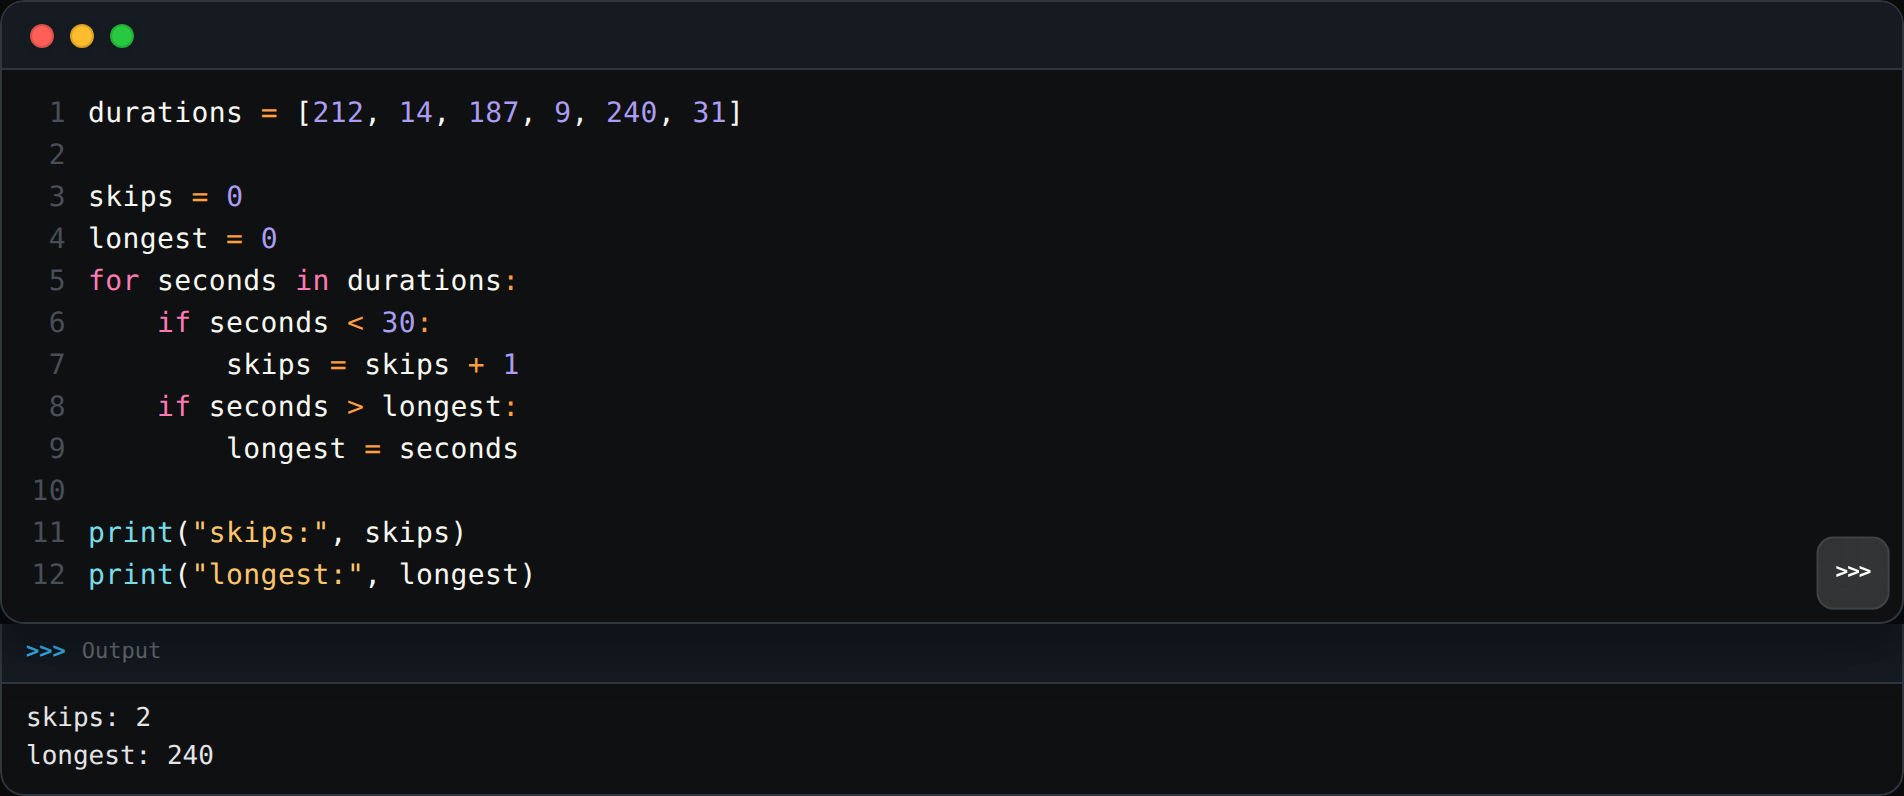 1 durations = [212, 14, 187, 9, 240, 31]
2
3 skips = 0
4 longest = 0
5 for seconds in durations:
6     if seconds < 30:
7         skips = skips + 1
8     if seconds > longest:
9         longest = seconds
10
11 print("skips:", skips)
12 print("longest:", longest)
>>>
>>> Output
skips: 2
longest: 240